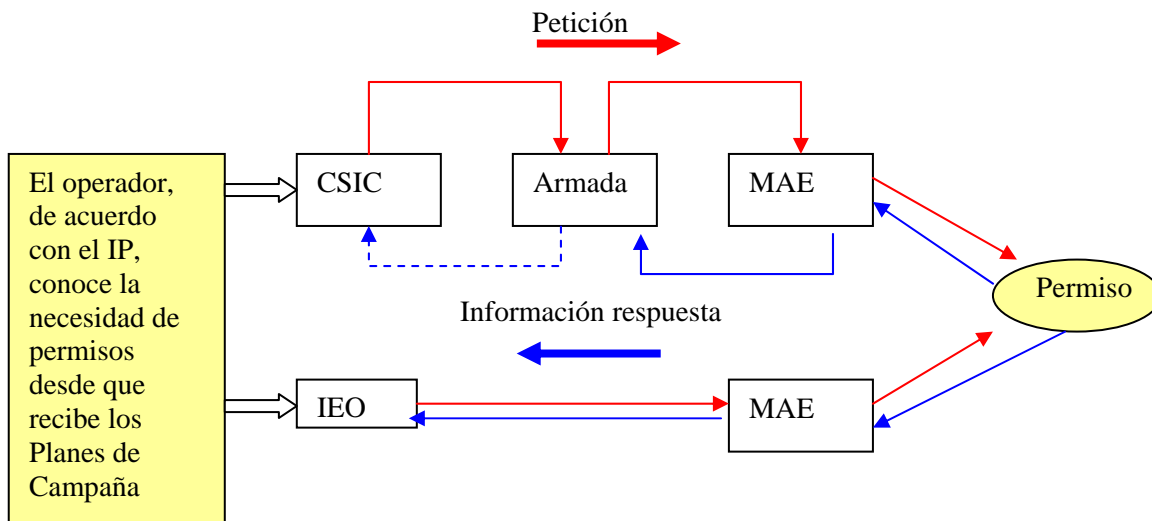 Petición
El operador,
de acuerdo
con el IP,
conoce la
necesidad de
permisos
desde que
recibe los
Planes de
Campaña
CSIC
Armada
MAE
Permiso
Información respuesta
IEO
MAE